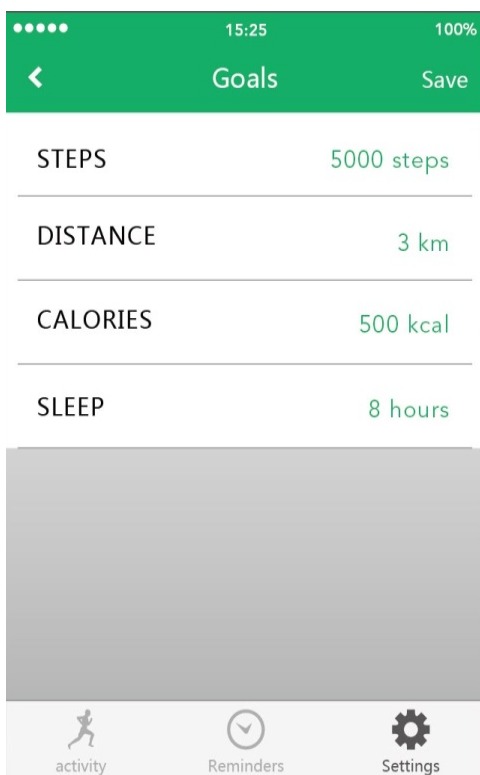 15:25 100%
Goals Save
STEPS 5000 steps
DISTANCE 3 km
CALORIES 500 kcal
SLEEP 8 hours
activity Reminders Settings